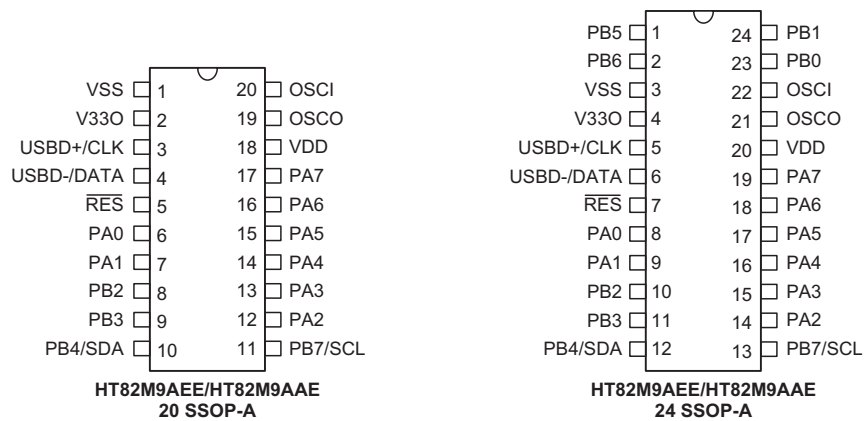 VSS 1 20 OSCI
V33O 2 19 OSCO
USBD+/CLK 3 18 VDD
USBD-/DATA 4 17 PA7
RES 5 16 PA6
PA0 6 15 PA5
PA1 7 14 PA4
PB2 8 13 PA3
PB3 9 12 PA2
PB4/SDA 10 11 PB7/SCL
HT82M9AEE/HT82M9AAE
20 SSOP-A
PB5 1 24 PB1
PB6 2 23 PB0
VSS 3 22 OSCI
V33O 4 21 OSCO
USBD+/CLK 5 20 VDD
USBD-/DATA 6 19 PA7
RES 7 18 PA6
PA0 8 17 PA5
PA1 9 16 PA4
PB2 10 15 PA3
PB3 11 14 PA2
PB4/SDA 12 13 PB7/SCL
HT82M9AEE/HT82M9AAE
24 SSOP-A